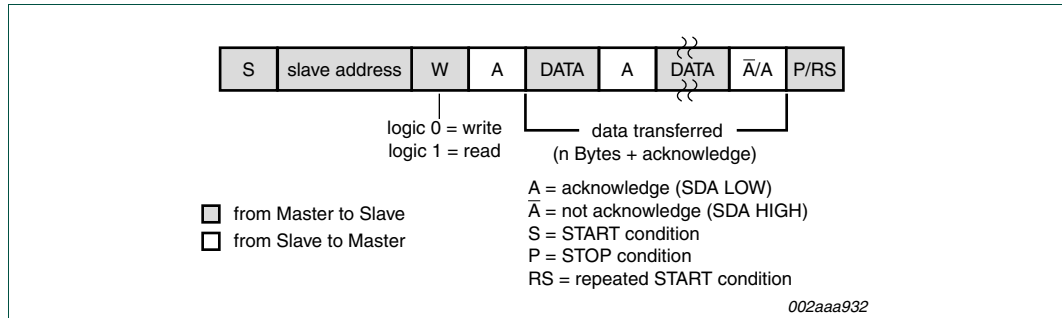 S slave address W A DATA A DATA A̅/A P/RS
logic 0 = write
logic 1 = read
data transferred
(n Bytes + acknowledge)
A = acknowledge (SDA LOW)
A̅ = not acknowledge (SDA HIGH)
S = START condition
P = STOP condition
RS = repeated START condition
from Master to Slave
from Slave to Master
002aaa932